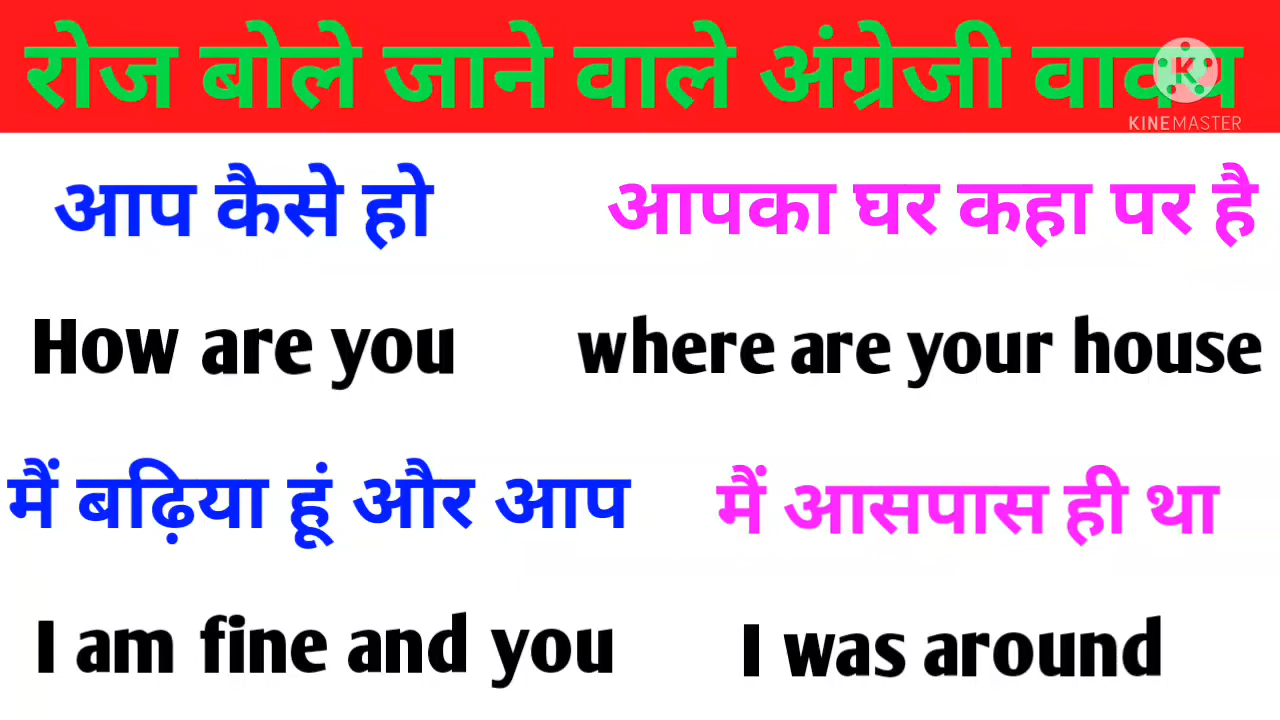 रोज बोले जाने वाले अंग्रेजी वाक्य
KINEMASTER
आप कैसे हो
आपका घर कहा पर है
How are you
where are your house
मैं बढ़िया हूं और आप
मैं आसपास ही था
I am fine and you
I was around